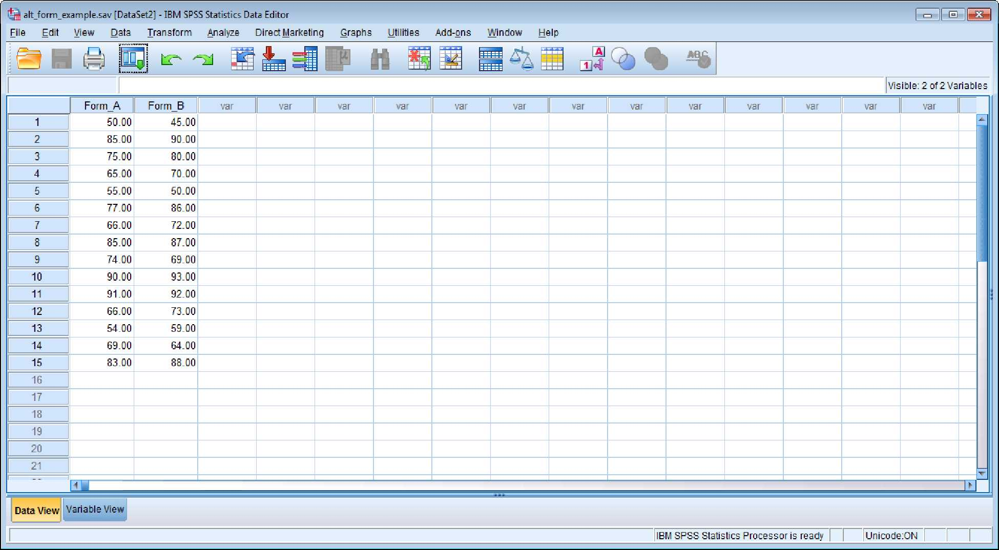 alt_form_example.sav [DataSet2] - IBM SPSS Statistics Data Editor
File Edit View Data Transform Analyze Direct Marketing Graphs Utilities Add-ons Window Help
μ A 1 ABC
Visible: 2 of 2 Variables
Form_A Form_B var var var var var var var var var var var var var
1 50.00 45.00
2 85.00 90.00
3 75.00 80.00
4 65.00 70.00
5 55.00 50.00
6 77.00 86.00
7 66.00 72.00
8 85.00 87.00
9 74.00 69.00
10 90.00 93.00
11 91.00 92.00
12 66.00 73.00
13 54.00 59.00
14 69.00 64.00
15 83.00 88.00
16
17
18
19
20
21
Data View Variable View
IBM SPSS Statistics Processor is ready Unicode:ON